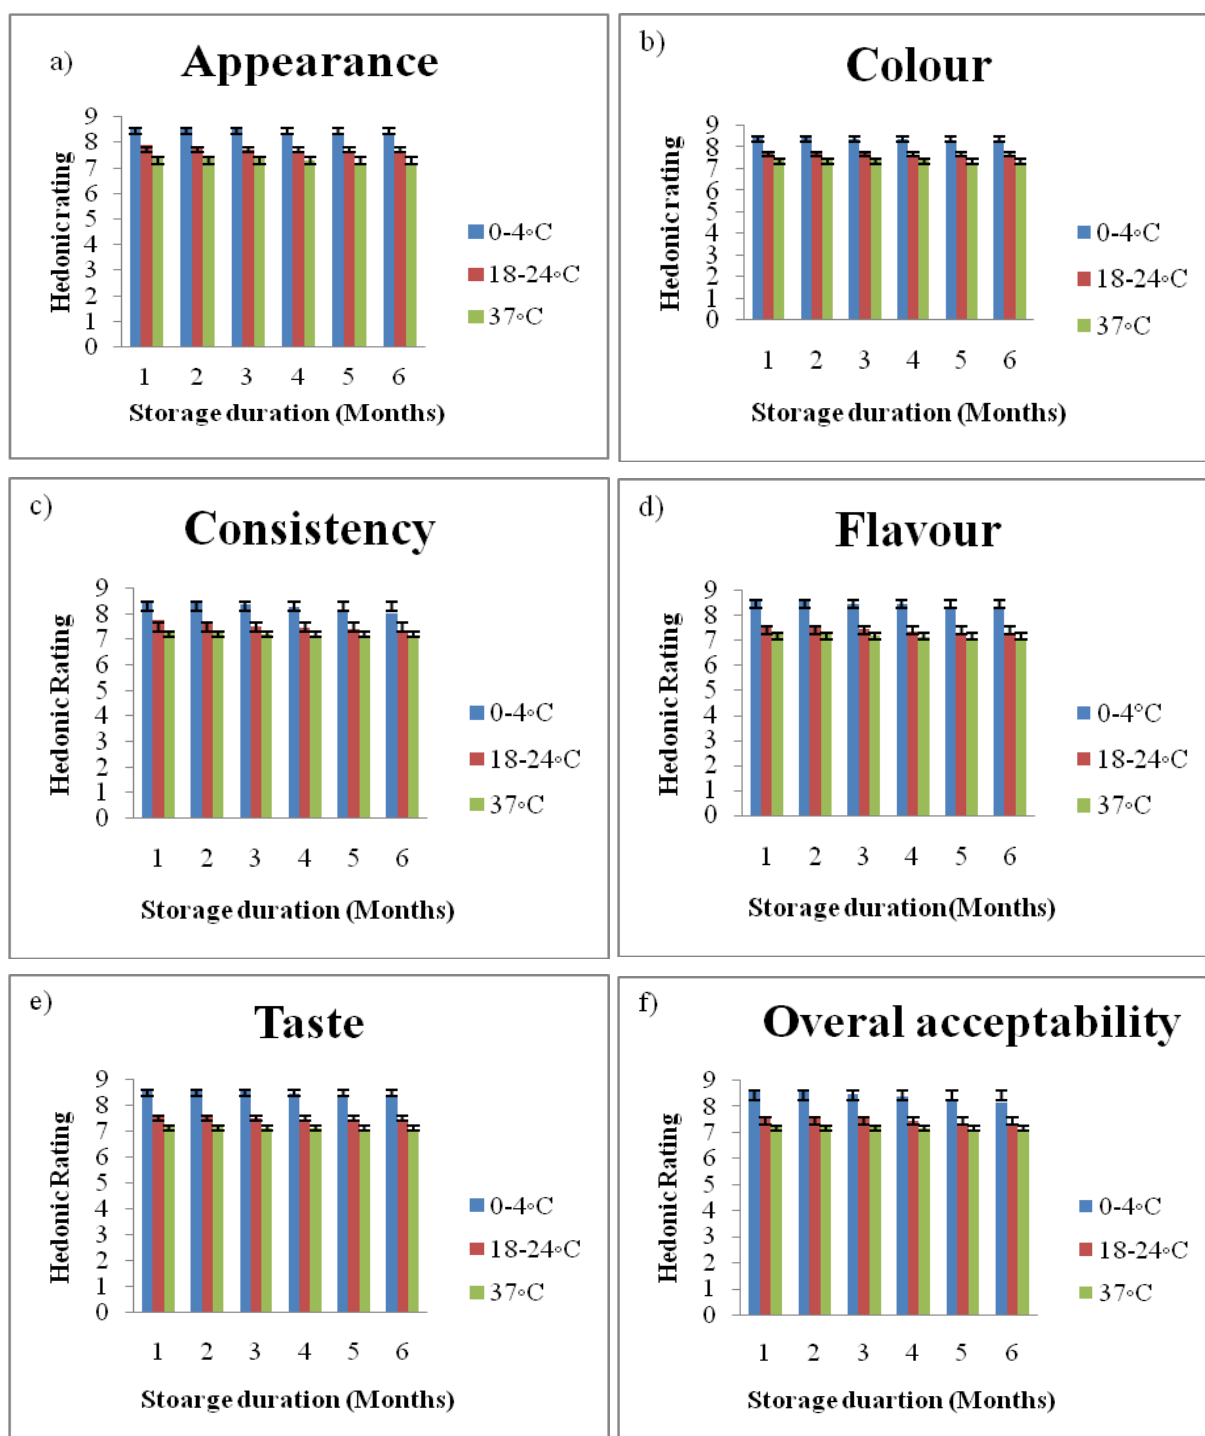 a)
Appearance
Hedonic rating
9
8
7
6
5
4
3
2
1
0
1 2 3 4 5 6
Storage duration (Months)
0-4◦C
18-24◦C
37◦C
b)
Colour
Hedonic rating
9
8
7
6
5
4
3
2
1
0
1 2 3 4 5 6
Storage duration (Months)
0-4◦C
18-24◦C
37◦C
c)
Consistency
Hedonic Rating
9
8
7
6
5
4
3
2
1
0
1 2 3 4 5 6
Storage duration (Months)
0-4◦C
18-24◦C
37◦C
d)
Flavour
Hedonic Rating
9
8
7
6
5
4
3
2
1
0
1 2 3 4 5 6
Storage duration(Months)
0-4°C
18-24◦C
37◦C
e)
Taste
Hedonic Rating
9
8
7
6
5
4
3
2
1
0
1 2 3 4 5 6
Stoarge duration (Months)
0-4◦C
18-24◦C
37◦C
f)
Overal acceptability
Hedonic Rating
9
8
7
6
5
4
3
2
1
0
1 2 3 4 5 6
Storage duartion (Months)
0-4◦C
18-24◦C
37◦C